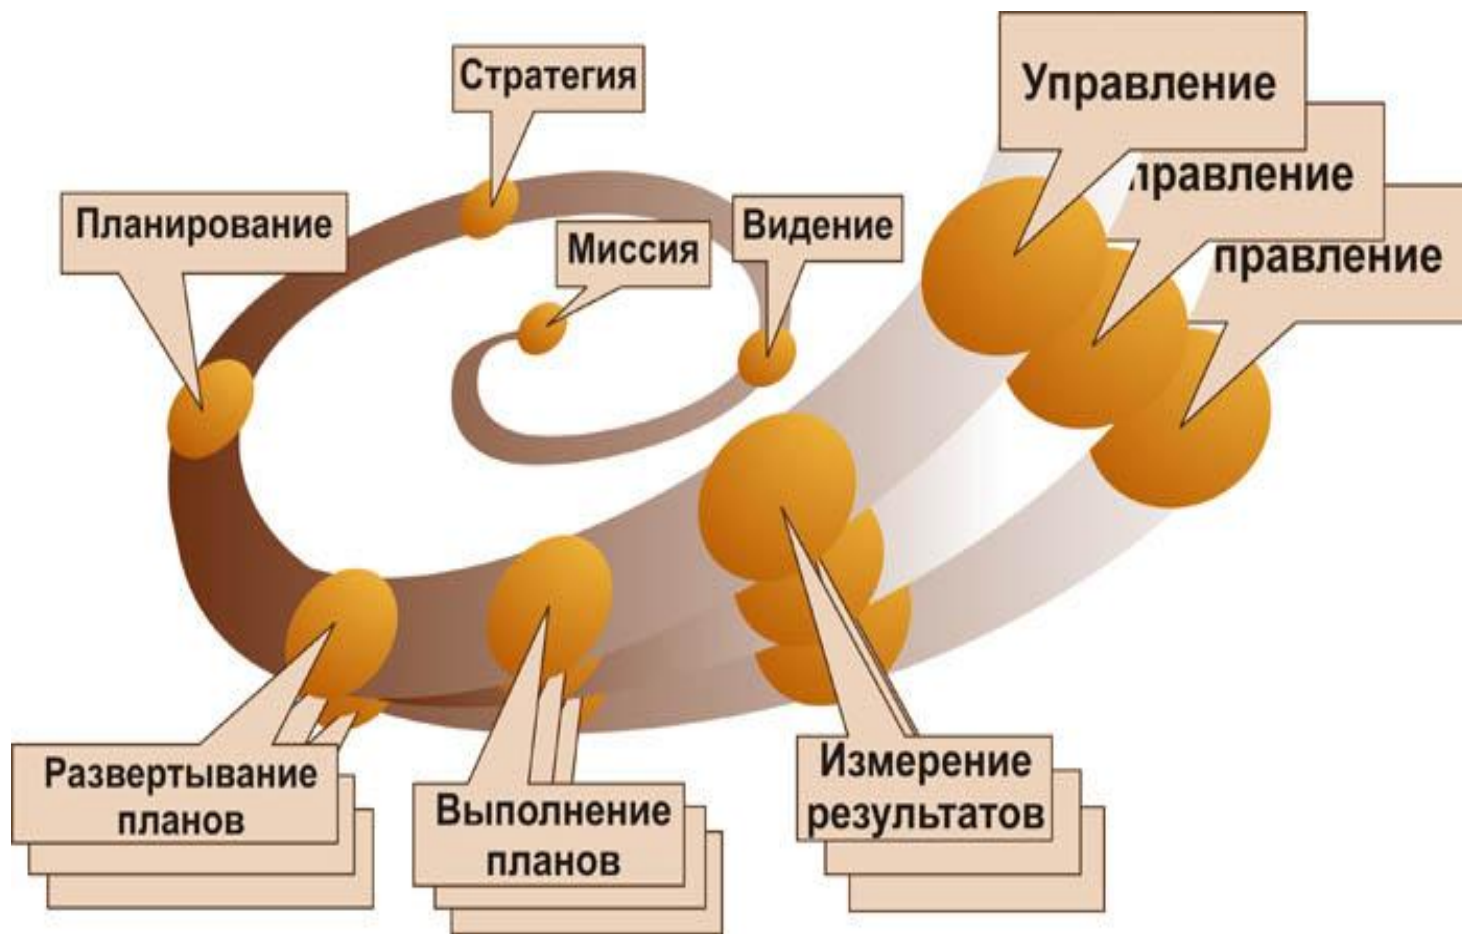 Стратегия
Управление
правление
правление
Планирование
Миссия
Видение
Развертывание
планов
Выполнение
планов
Измерение
результатов